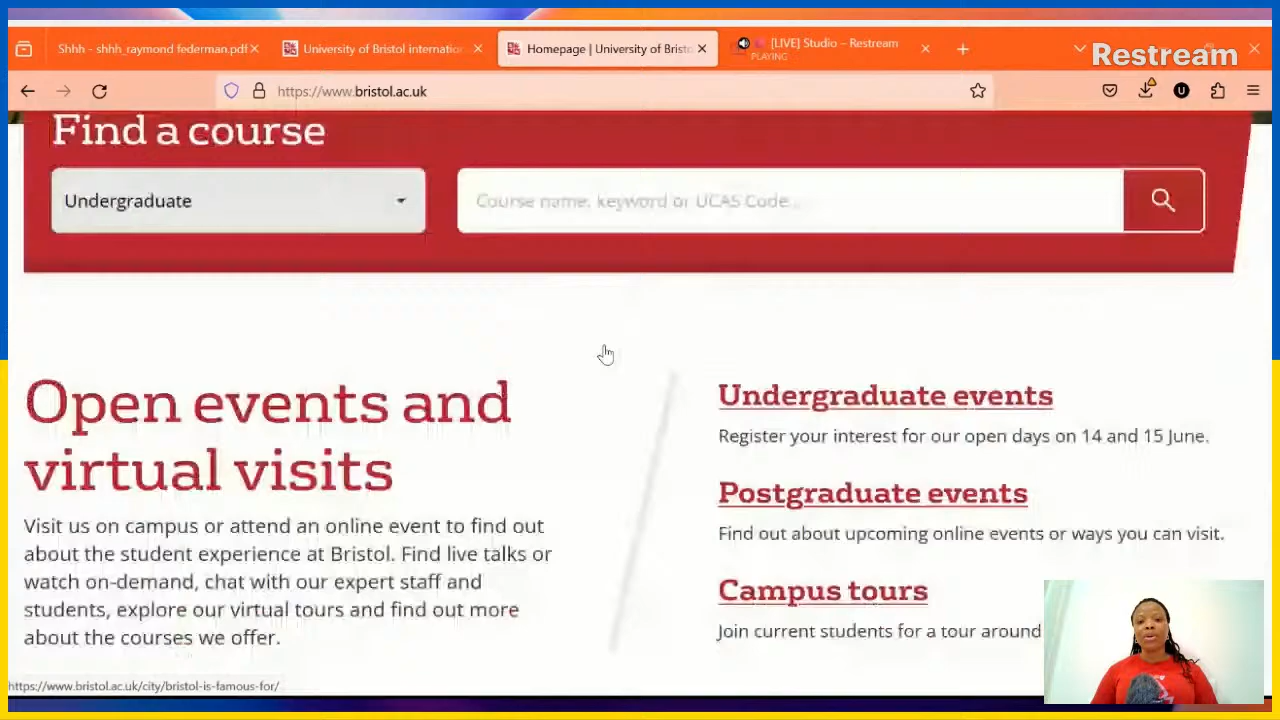 Shhh - shhh_raymond federman.pdf
University of Bristol internatio
Homepage | University of Bristo
[LIVE] Studio – Restream
PLAYING
Restream
https://www.bristol.ac.uk
U
Find a course
Undergraduate
Course name, keyword or UCAS Code...
Open events and
virtual visits
Visit us on campus or attend an online event to find out
about the student experience at Bristol. Find live talks or
watch on-demand, chat with our expert staff and
students, explore our virtual tours and find out more
about the courses we offer.
Undergraduate events
Register your interest for our open days on 14 and 15 June.
Postgraduate events
Find out about upcoming online events or ways you can visit.
Campus tours
Join current students for a tour around
https://www.bristol.ac.uk/city/bristol-is-famous-for/